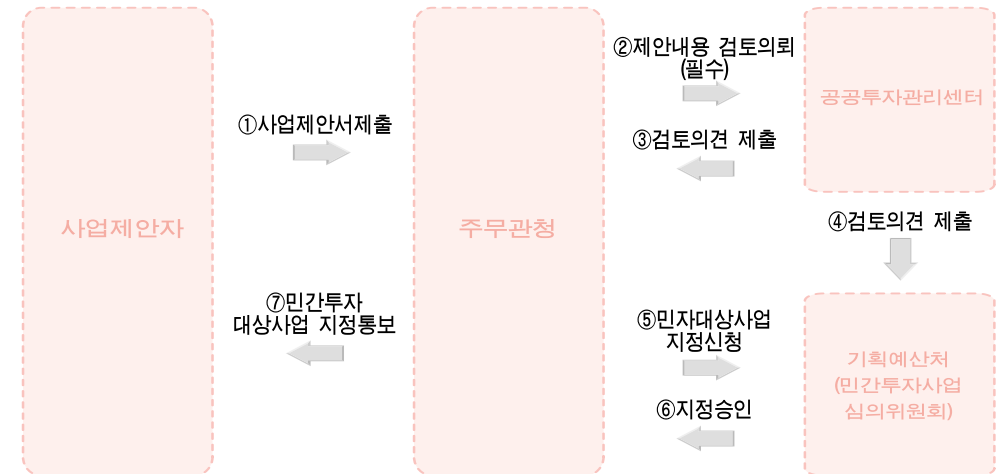 사업제안자
①사업제안서제출
⑦민간투자
대상사업 지정통보
주무관청
②제안내용 검토의뢰
(필수)
③검토의견 제출
공공투자관리센터
④검토의견 제출
⑤민자대상사업
지정신청
⑥지정승인
기획예산처
(민간투자사업
심의위원회)